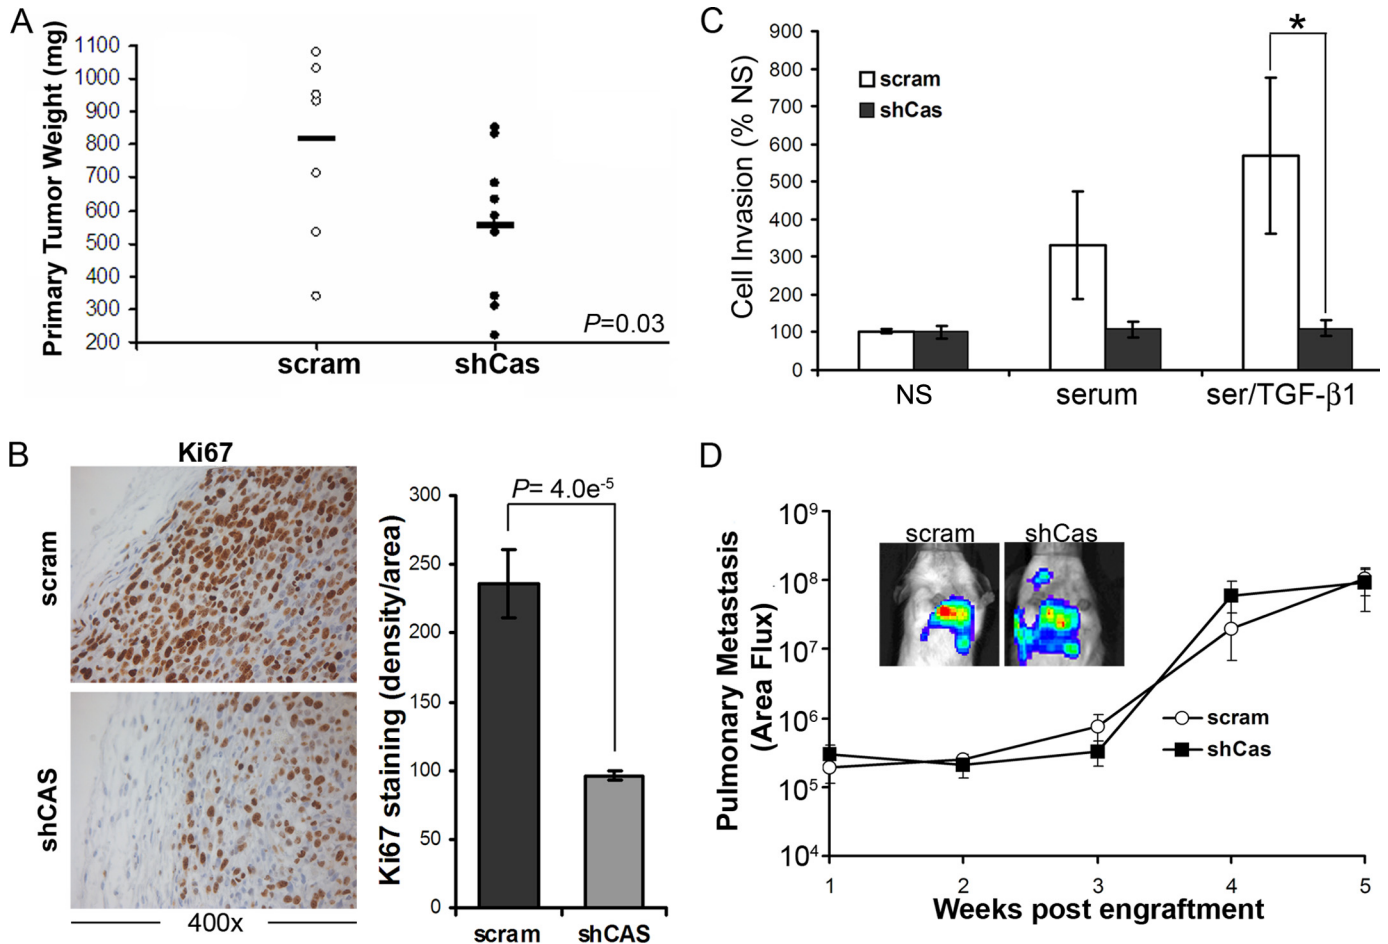 A
Primary Tumor Weight (mg)
1100
1000
900
800
700
600
500
400
300
200
scram
shCas
P=0.03
B
Ki67
scram
shCAS
400x
Ki67 staining (density/area)
300
250
200
150
100
50
0
P= 4.0e-5
scram
shCAS
C
Cell Invasion (% NS)
900
800
700
600
500
400
300
200
100
0
scram
shCas
*
NS
serum
ser/TGF-β1
D
Pulmonary Metastasis
(Area Flux)
10⁹
10⁸
10⁷
10⁶
10⁵
10⁴
scram
shCas
scram
shCas
1
2
3
4
5
Weeks post engraftment